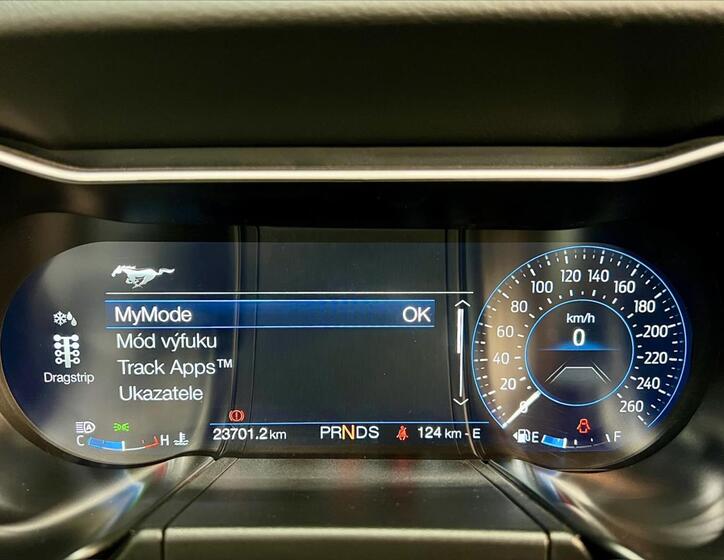 MyMode OK
Mód výfuku
Track Apps™
Ukazatele
Dragstrip
A
C H
23701.2 km
PRNDS
124 km - E
0 20 40 60 80 100 120 140 160 180 200 220 240 260
km/h
0
E F